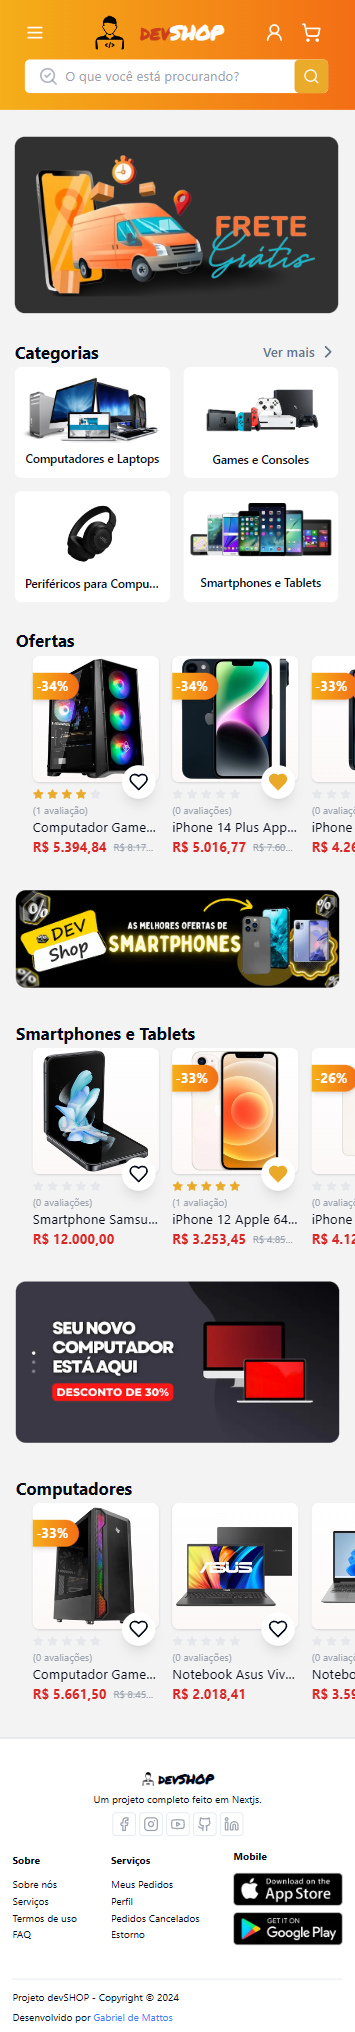 DEVSHOP
O que você está procurando?
FRETE
Grátis
Categorias
Ver mais
Computadores e Laptops
Games e Consoles
Periféricos para Compu...
Smartphones e Tablets
Ofertas
-34%
-34%
-33%
(1 avaliação)
(0 avaliações)
(0 avaliaç
Computador Game...
iPhone 14 Plus App...
iPhone
R$ 5.394,84 R$ 8.17...
R$ 5.016,77 R$ 7.60...
R$ 4.26
DEV
Shop
AS MELHORES OFERTAS DE
SMARTPHONES
Smartphones e Tablets
-33%
-26%
(0 avaliações)
(1 avaliação)
(0 avaliaç
Smartphone Samsu...
iPhone 12 Apple 64...
iPhone
R$ 12.000,00
R$ 3.253,45 R$ 4.85...
R$ 4.12
SEU NOVO
COMPUTADOR
ESTÁ AQUI
DESCONTO DE 30%
Computadores
-33%
ASUS
(0 avaliações)
(0 avaliações)
(0 avaliaç
Computador Game...
Notebook Asus Viv...
Notebo
R$ 5.661,50 R$ 8.45...
R$ 2.018,41
R$ 3.59
DEVSHOP
Um projeto completo feito em Nextjs.
Sobre
Sobre nós
Serviços
Termos de uso
FAQ
Serviços
Meus Pedidos
Perfil
Pedidos Cancelados
Estorno
Mobile
Download on the
App Store
GET IT ON
Google Play
Projeto devSHOP - Copyright © 2024
Desenvolvido por Gabriel de Mattos